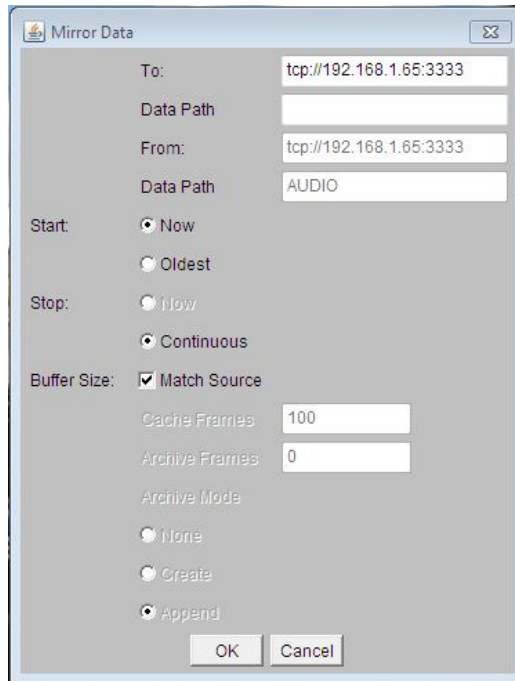 Mirror Data
To: tcp://192.168.1.65:3333
Data Path
From: tcp://192.168.1.65:3333
Data Path AUDIO
Start: Now
Oldest
Stop: Now
Continuous
Buffer Size: Match Source
Cache Frames 100
Archive Frames 0
Archive Mode
None
Create
Append
OK Cancel